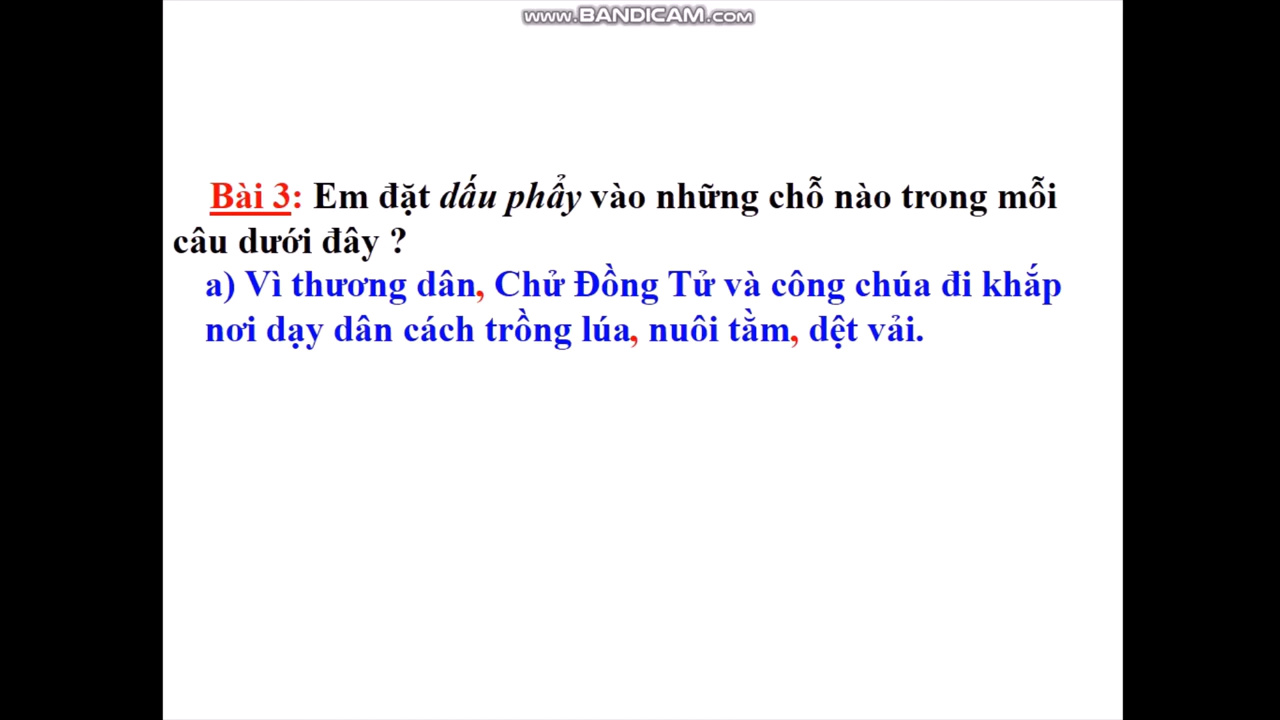 www.BANDICAM.com
Bài 3: Em đặt dấu phẩy vào những chỗ nào trong mỗi
câu dưới đây ?
a) Vì thương dân, Chử Đồng Tử và công chúa đi khắp
nơi dạy dân cách trồng lúa, nuôi tằm, dệt vải.